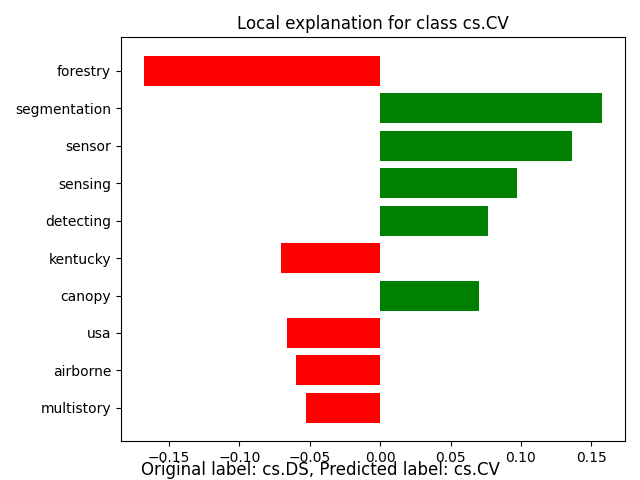 Local explanation for class cs.CV
forestry
segmentation
sensor
sensing
detecting
kentucky
canopy
usa
airborne
multistory
−0.15 −0.10 −0.05 0.00 0.05 0.10 0.15
Original label: cs.DS, Predicted label: cs.CV